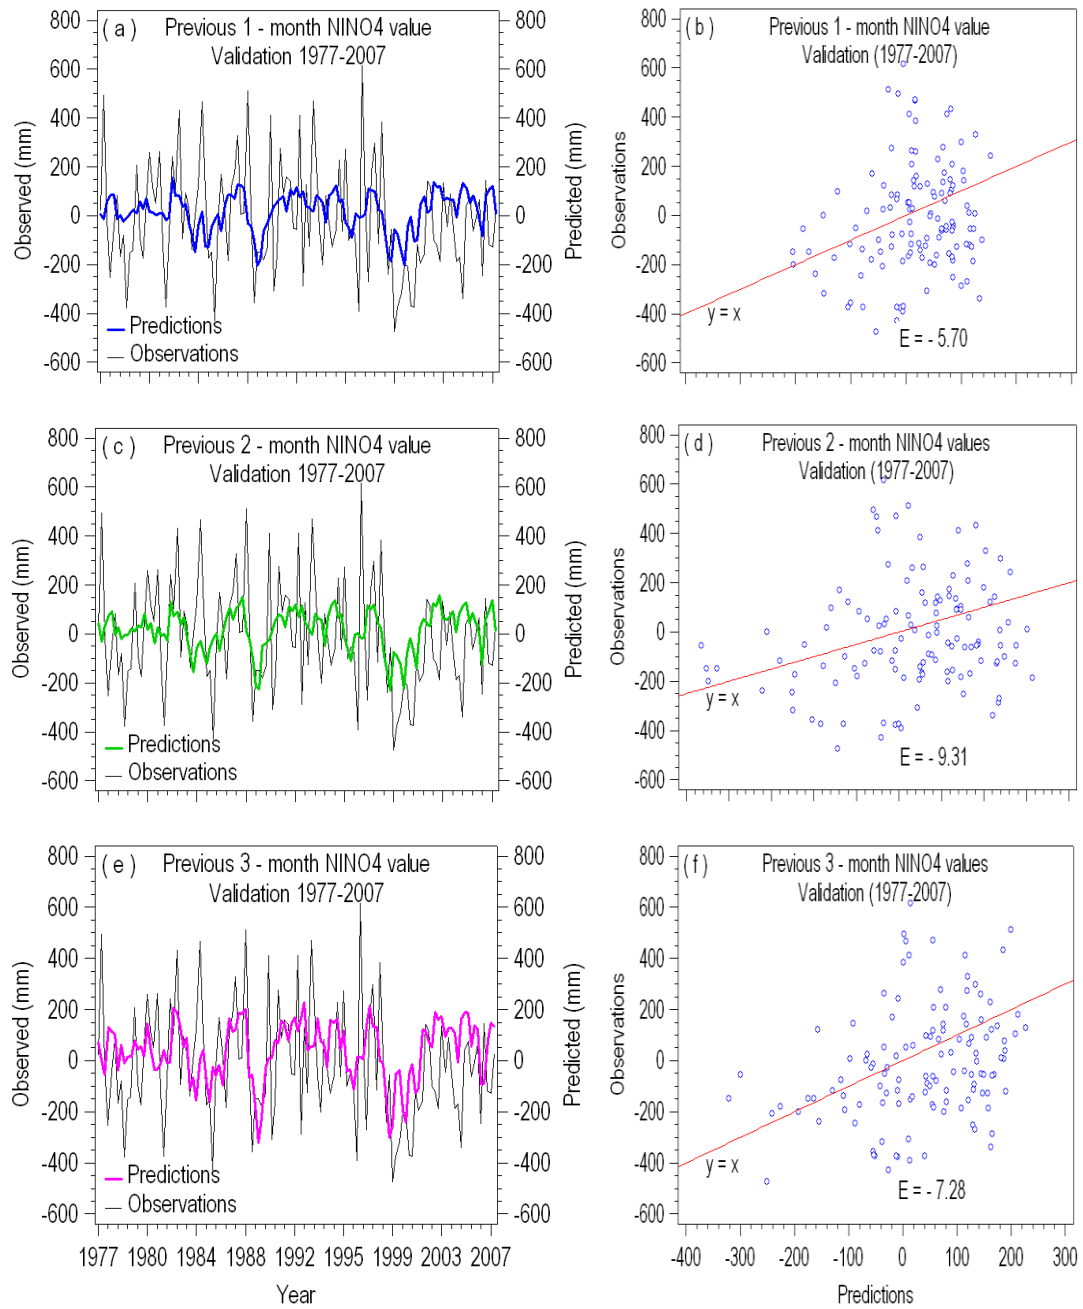 ( a )
Previous 1 - month NINO4 value
Validation 1977-2007
800
600
400
200
0
-200
-400
-600
Observed (mm)
800
600
400
200
0
-200
-400
-600
Predicted (mm)
Predictions
Observations
( b )
Previous 1 - month NINO4 value
Validation (1977-2007)
800
600
400
200
0
-200
-400
-600
Observations
y = x
E = - 5.70
( c )
Previous 2 - month NINO4 value
Validation 1977-2007
800
600
400
200
0
-200
-400
-600
Observed (mm)
800
600
400
200
0
-200
-400
-600
Predicted (mm)
Predictions
Observations
( d )
Previous 2 - month NINO4 values
Validation (1977-2007)
800
600
400
200
0
-200
-400
-600
Observations
y = x
E = - 9.31
( e )
Previous 3 - month NINO4 value
Validation 1977-2007
800
600
400
200
0
-200
-400
-600
Observed (mm)
800
600
400
200
0
-200
-400
-600
Predicted (mm)
Predictions
Observations
1977 1980 1984 1988 1992 1995 1999 2003 2007
Year
( f )
Previous 3 - month NINO4 values
Validation (1977-2007)
800
600
400
200
0
-200
-400
-600
Observations
y = x
E = - 7.28
-400 -300 -200 -100 0 100 200 300
Predictions